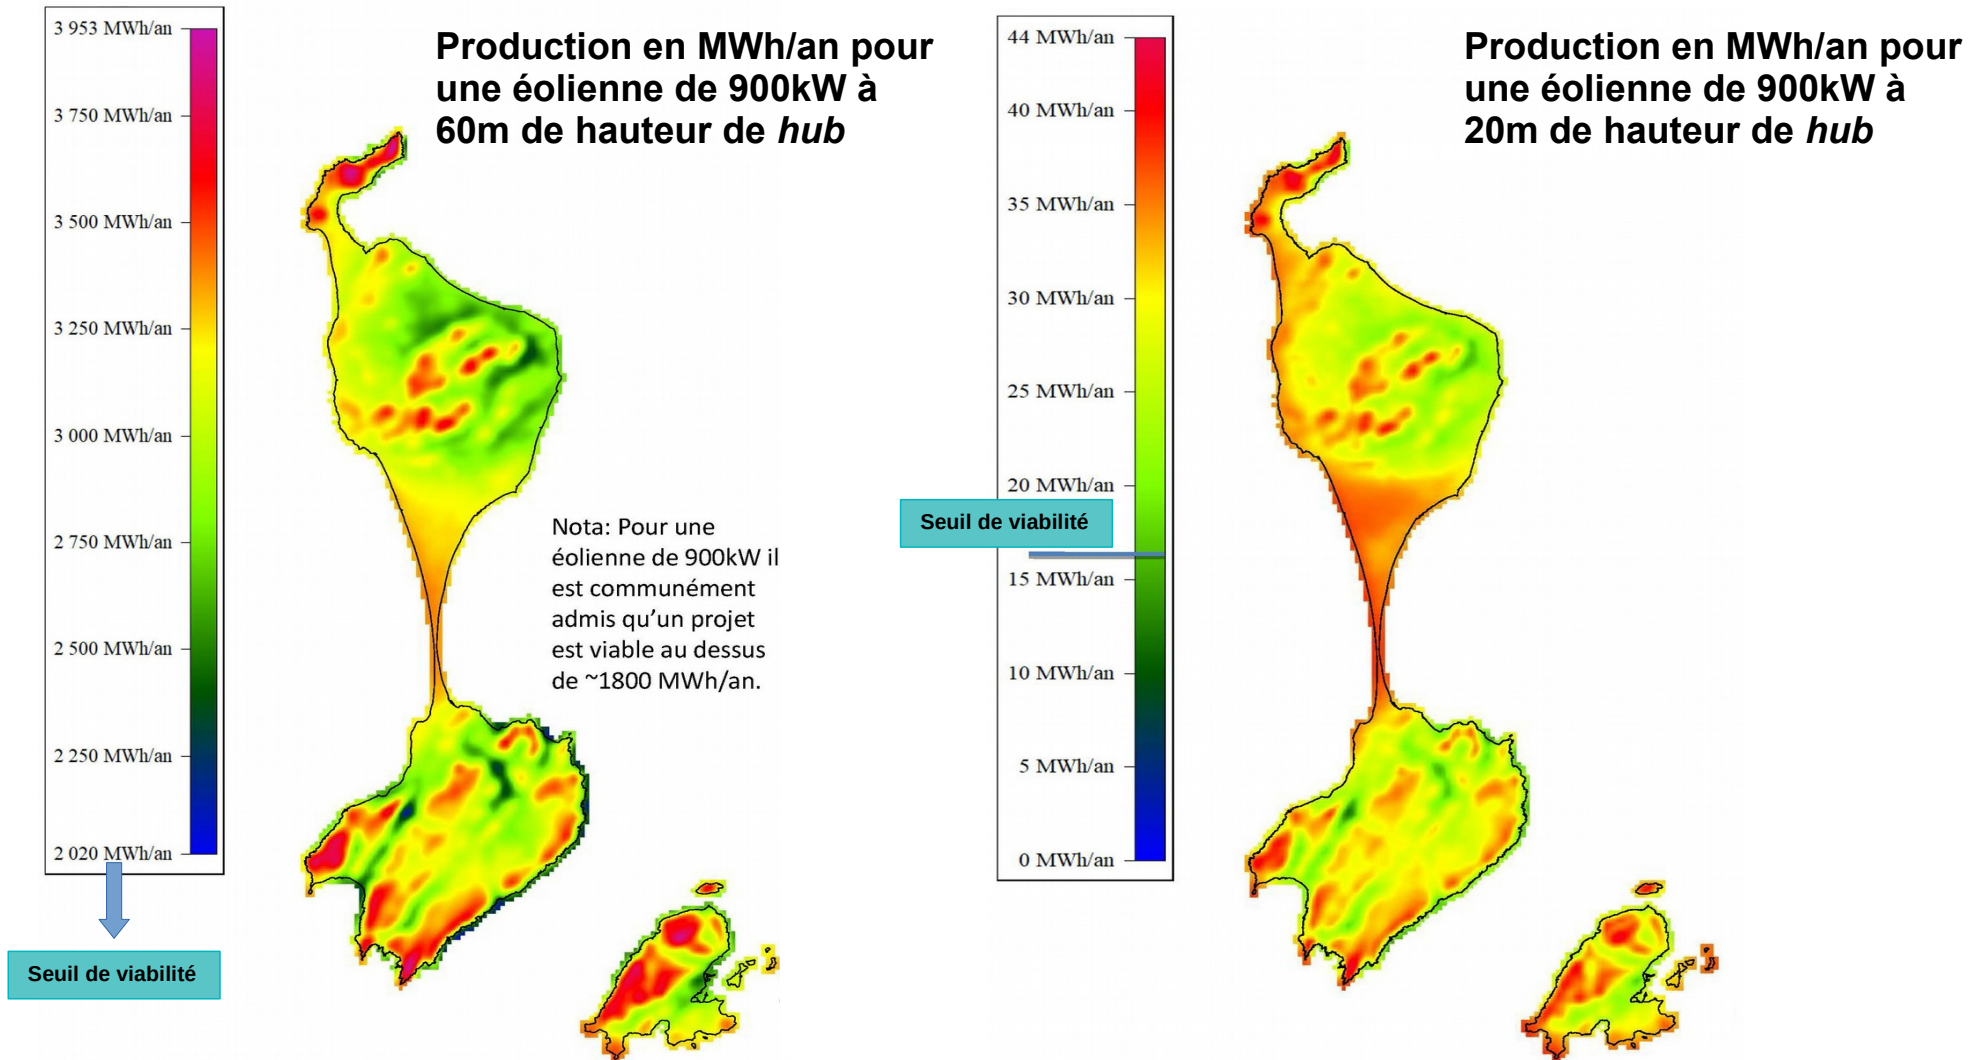 3 953 MWh/an
3 750 MWh/an
3 500 MWh/an
3 250 MWh/an
3 000 MWh/an
2 750 MWh/an
2 500 MWh/an
2 250 MWh/an
2 020 MWh/an
Seuil de viabilité
Production en MWh/an pour
une éolienne de 900kW à
60m de hauteur de hub
Nota: Pour une
éolienne de 900kW il
est communément
admis qu’un projet
est viable au dessus
de ~1800 MWh/an.
44 MWh/an
40 MWh/an
35 MWh/an
30 MWh/an
25 MWh/an
20 MWh/an
Seuil de viabilité
15 MWh/an
10 MWh/an
5 MWh/an
0 MWh/an
Production en MWh/an pour
une éolienne de 900kW à
20m de hauteur de hub